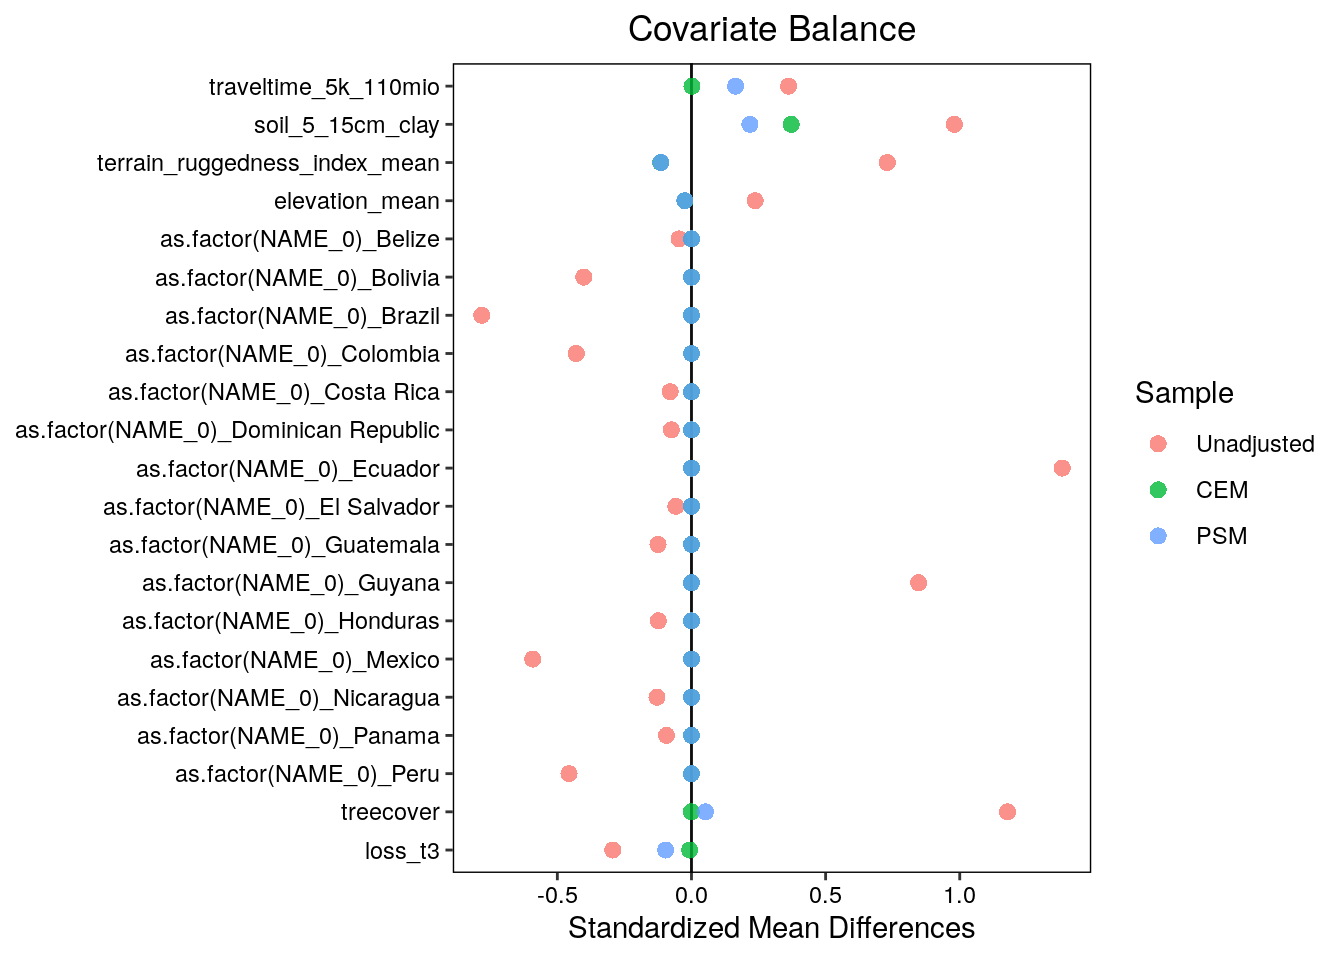 Covariate Balance
traveltime_5k_110mio
soil_5_15cm_clay
terrain_ruggedness_index_mean
elevation_mean
as.factor(NAME_0)_Belize
as.factor(NAME_0)_Bolivia
as.factor(NAME_0)_Brazil
as.factor(NAME_0)_Colombia
as.factor(NAME_0)_Costa Rica
as.factor(NAME_0)_Dominican Republic
as.factor(NAME_0)_Ecuador
as.factor(NAME_0)_El Salvador
as.factor(NAME_0)_Guatemala
as.factor(NAME_0)_Guyana
as.factor(NAME_0)_Honduras
as.factor(NAME_0)_Mexico
as.factor(NAME_0)_Nicaragua
as.factor(NAME_0)_Panama
as.factor(NAME_0)_Peru
treecover
loss_t3
-0.5 0.0 0.5 1.0
Standardized Mean Differences
Sample
Unadjusted
CEM
PSM